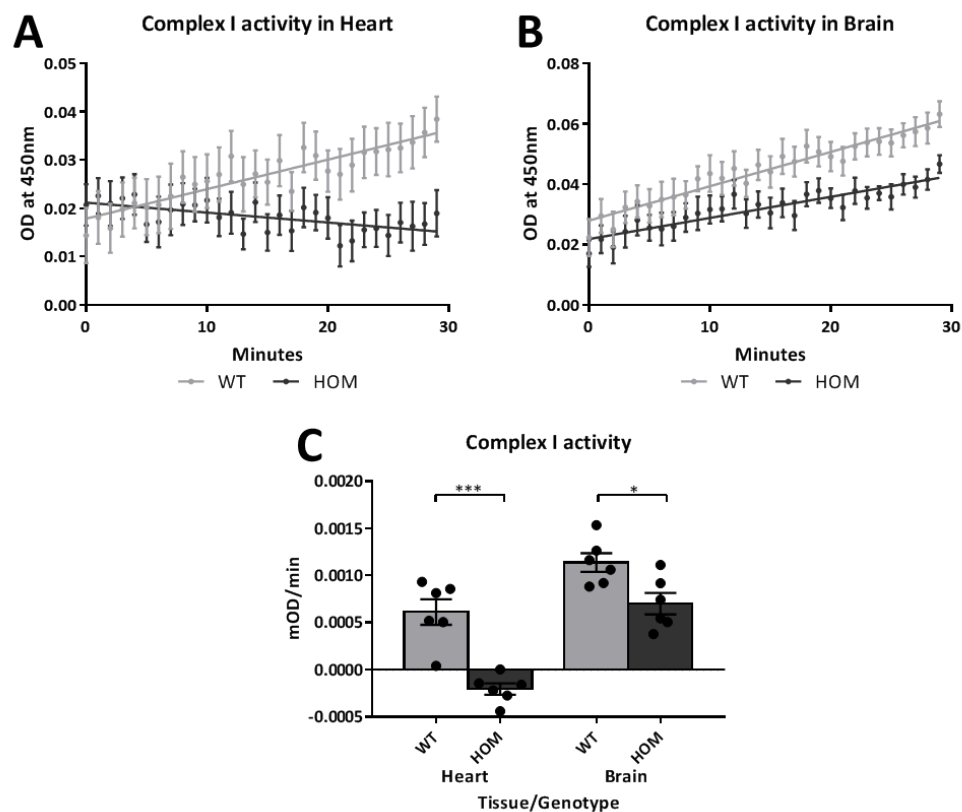 A
Complex I activity in Heart
OD at 450nm
0.05
0.04
0.03
0.02
0.01
0.00
0
10
20
30
Minutes
WT
HOM
B
Complex I activity in Brain
OD at 450nm
0.08
0.06
0.04
0.02
0.00
0
10
20
30
Minutes
WT
HOM
C
Complex I activity
mOD/min
0.0020
0.0015
0.0010
0.0005
0.0000
-0.0005
***
*
WT
HOM
WT
HOM
Heart
Brain
Tissue/Genotype